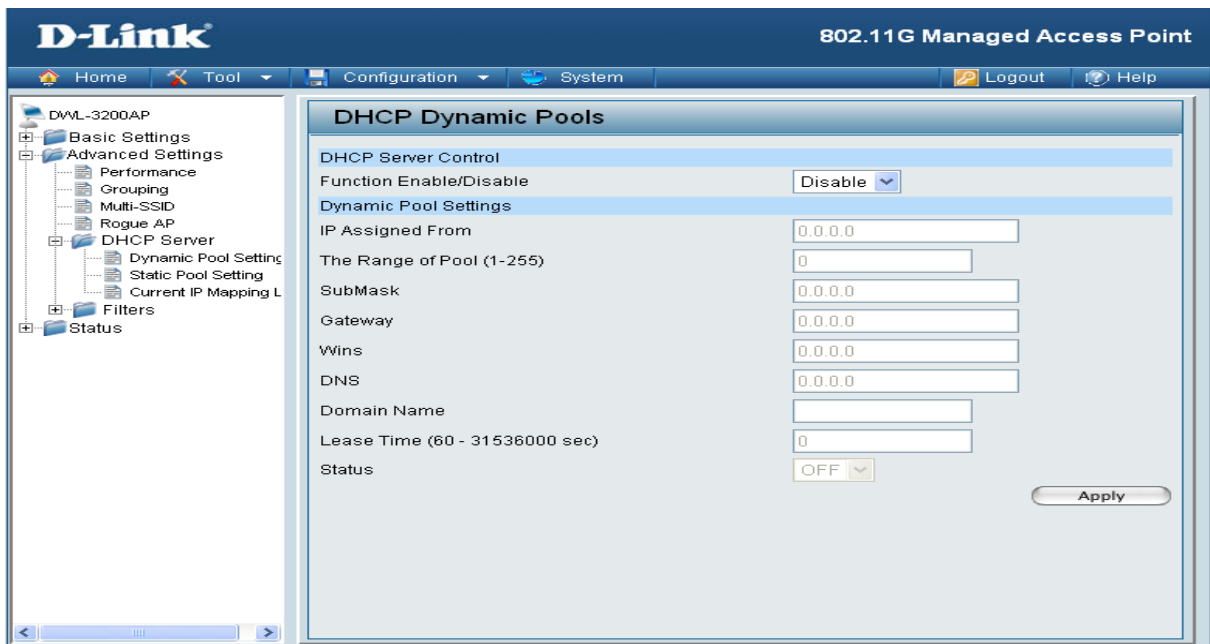 D-Link
802.11G Managed Access Point
Home Tool Configuration System Logout Help
DWL-3200AP
Basic Settings
Advanced Settings
Performance
Grouping
Multi-SSID
Rogue AP
DHCP Server
Dynamic Pool Setting
Static Pool Setting
Current IP Mapping L
Filters
Status
DHCP Dynamic Pools
DHCP Server Control
Function Enable/Disable Disable
Dynamic Pool Settings
IP Assigned From 0.0.0.0
The Range of Pool (1-255) 0
SubMask 0.0.0.0
Gateway 0.0.0.0
Wins 0.0.0.0
DNS 0.0.0.0
Domain Name
Lease Time (60 - 31536000 sec) 0
Status OFF
Apply